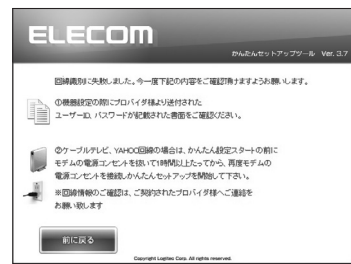 ELECOM
かんたんセットアップツール Ver. 3.7
回線識別に失敗しました。今一度下記の内容をご確認頂けますようお願いします。
①機器設定の際にプロバイダ様より送付された
ユーザーID、パスワードが記載された書面をご確認ください。
②ケーブルテレビ、YAHOO回線の場合は、かんたん設定スタートの前に
モデムの電源コンセントを抜いて1時間以上たってから、再度モデムの
電源コンセントを接続しかんたんセットアップを開始して下さい。
※回線情報のご確認は、ご契約されたプロバイダ様へご連絡を
お願い致します
前に戻る
Copyright Logitec Corp. All rights reserved.